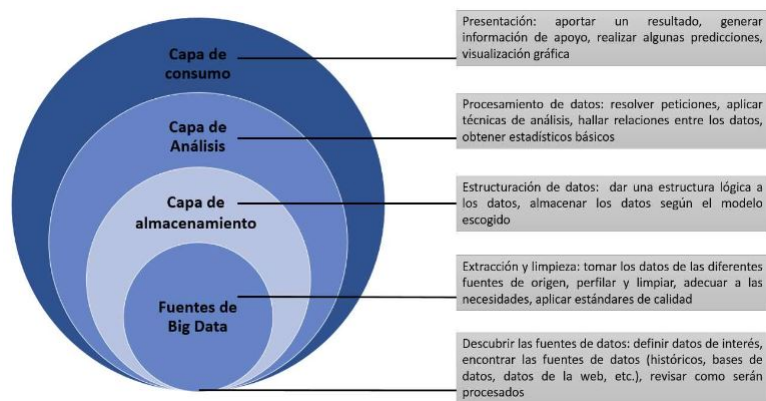 Capa de
consumo
Capa de
Análisis
Capa de
almacenamiento
Fuentes de
Big Data
Presentación: aportar un resultado, generar
información de apoyo, realizar algunas predicciones,
visualización gráfica
Procesamiento de datos: resolver peticiones, aplicar
técnicas de análisis, hallar relaciones entre los datos,
obtener estadísticos básicos
Estructuración de datos: dar una estructura lógica a
los datos, almacenar los datos según el modelo
escogido
Extracción y limpieza: tomar los datos de las diferentes
fuentes de origen, perfilar y limpiar, adecuar a las
necesidades, aplicar estándares de calidad
Descubrir las fuentes de datos: definir datos de interés,
encontrar las fuentes de datos (históricos, bases de
datos, datos de la web, etc.), revisar como serán
procesados